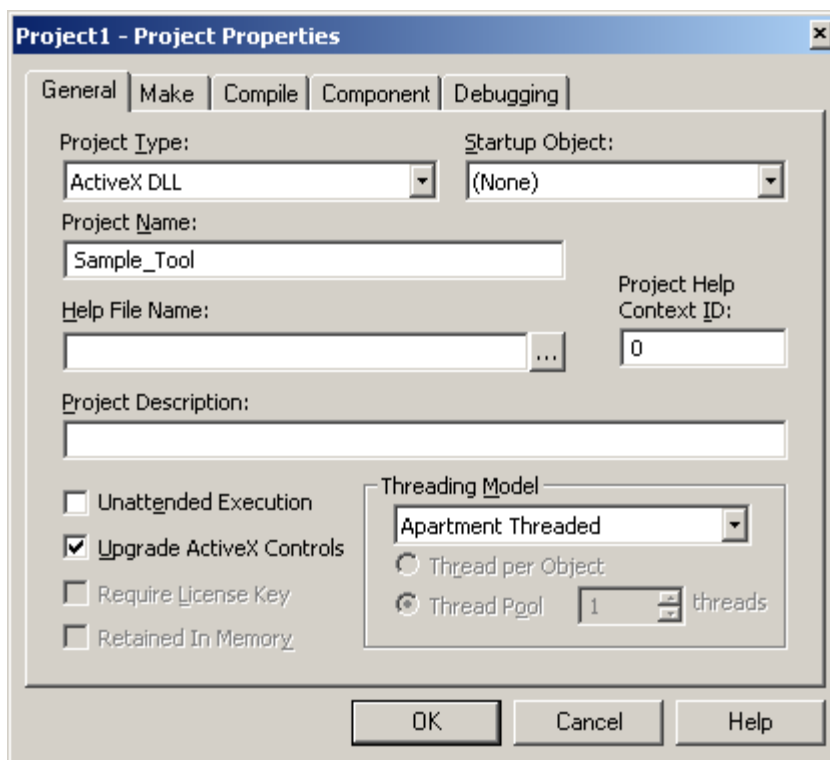 Project1 - Project Properties
General Make Compile Component Debugging
Project Type:
Startup Object:
ActiveX DLL
(None)
Project Name:
Sample_Tool
Help File Name:
Project Help
Context ID:
...
0
Project Description:
Unattended Execution
Upgrade ActiveX Controls
Require License Key
Retained In Memory
Threading Model
Apartment Threaded
Thread per Object
Thread Pool 1 threads
OK Cancel Help